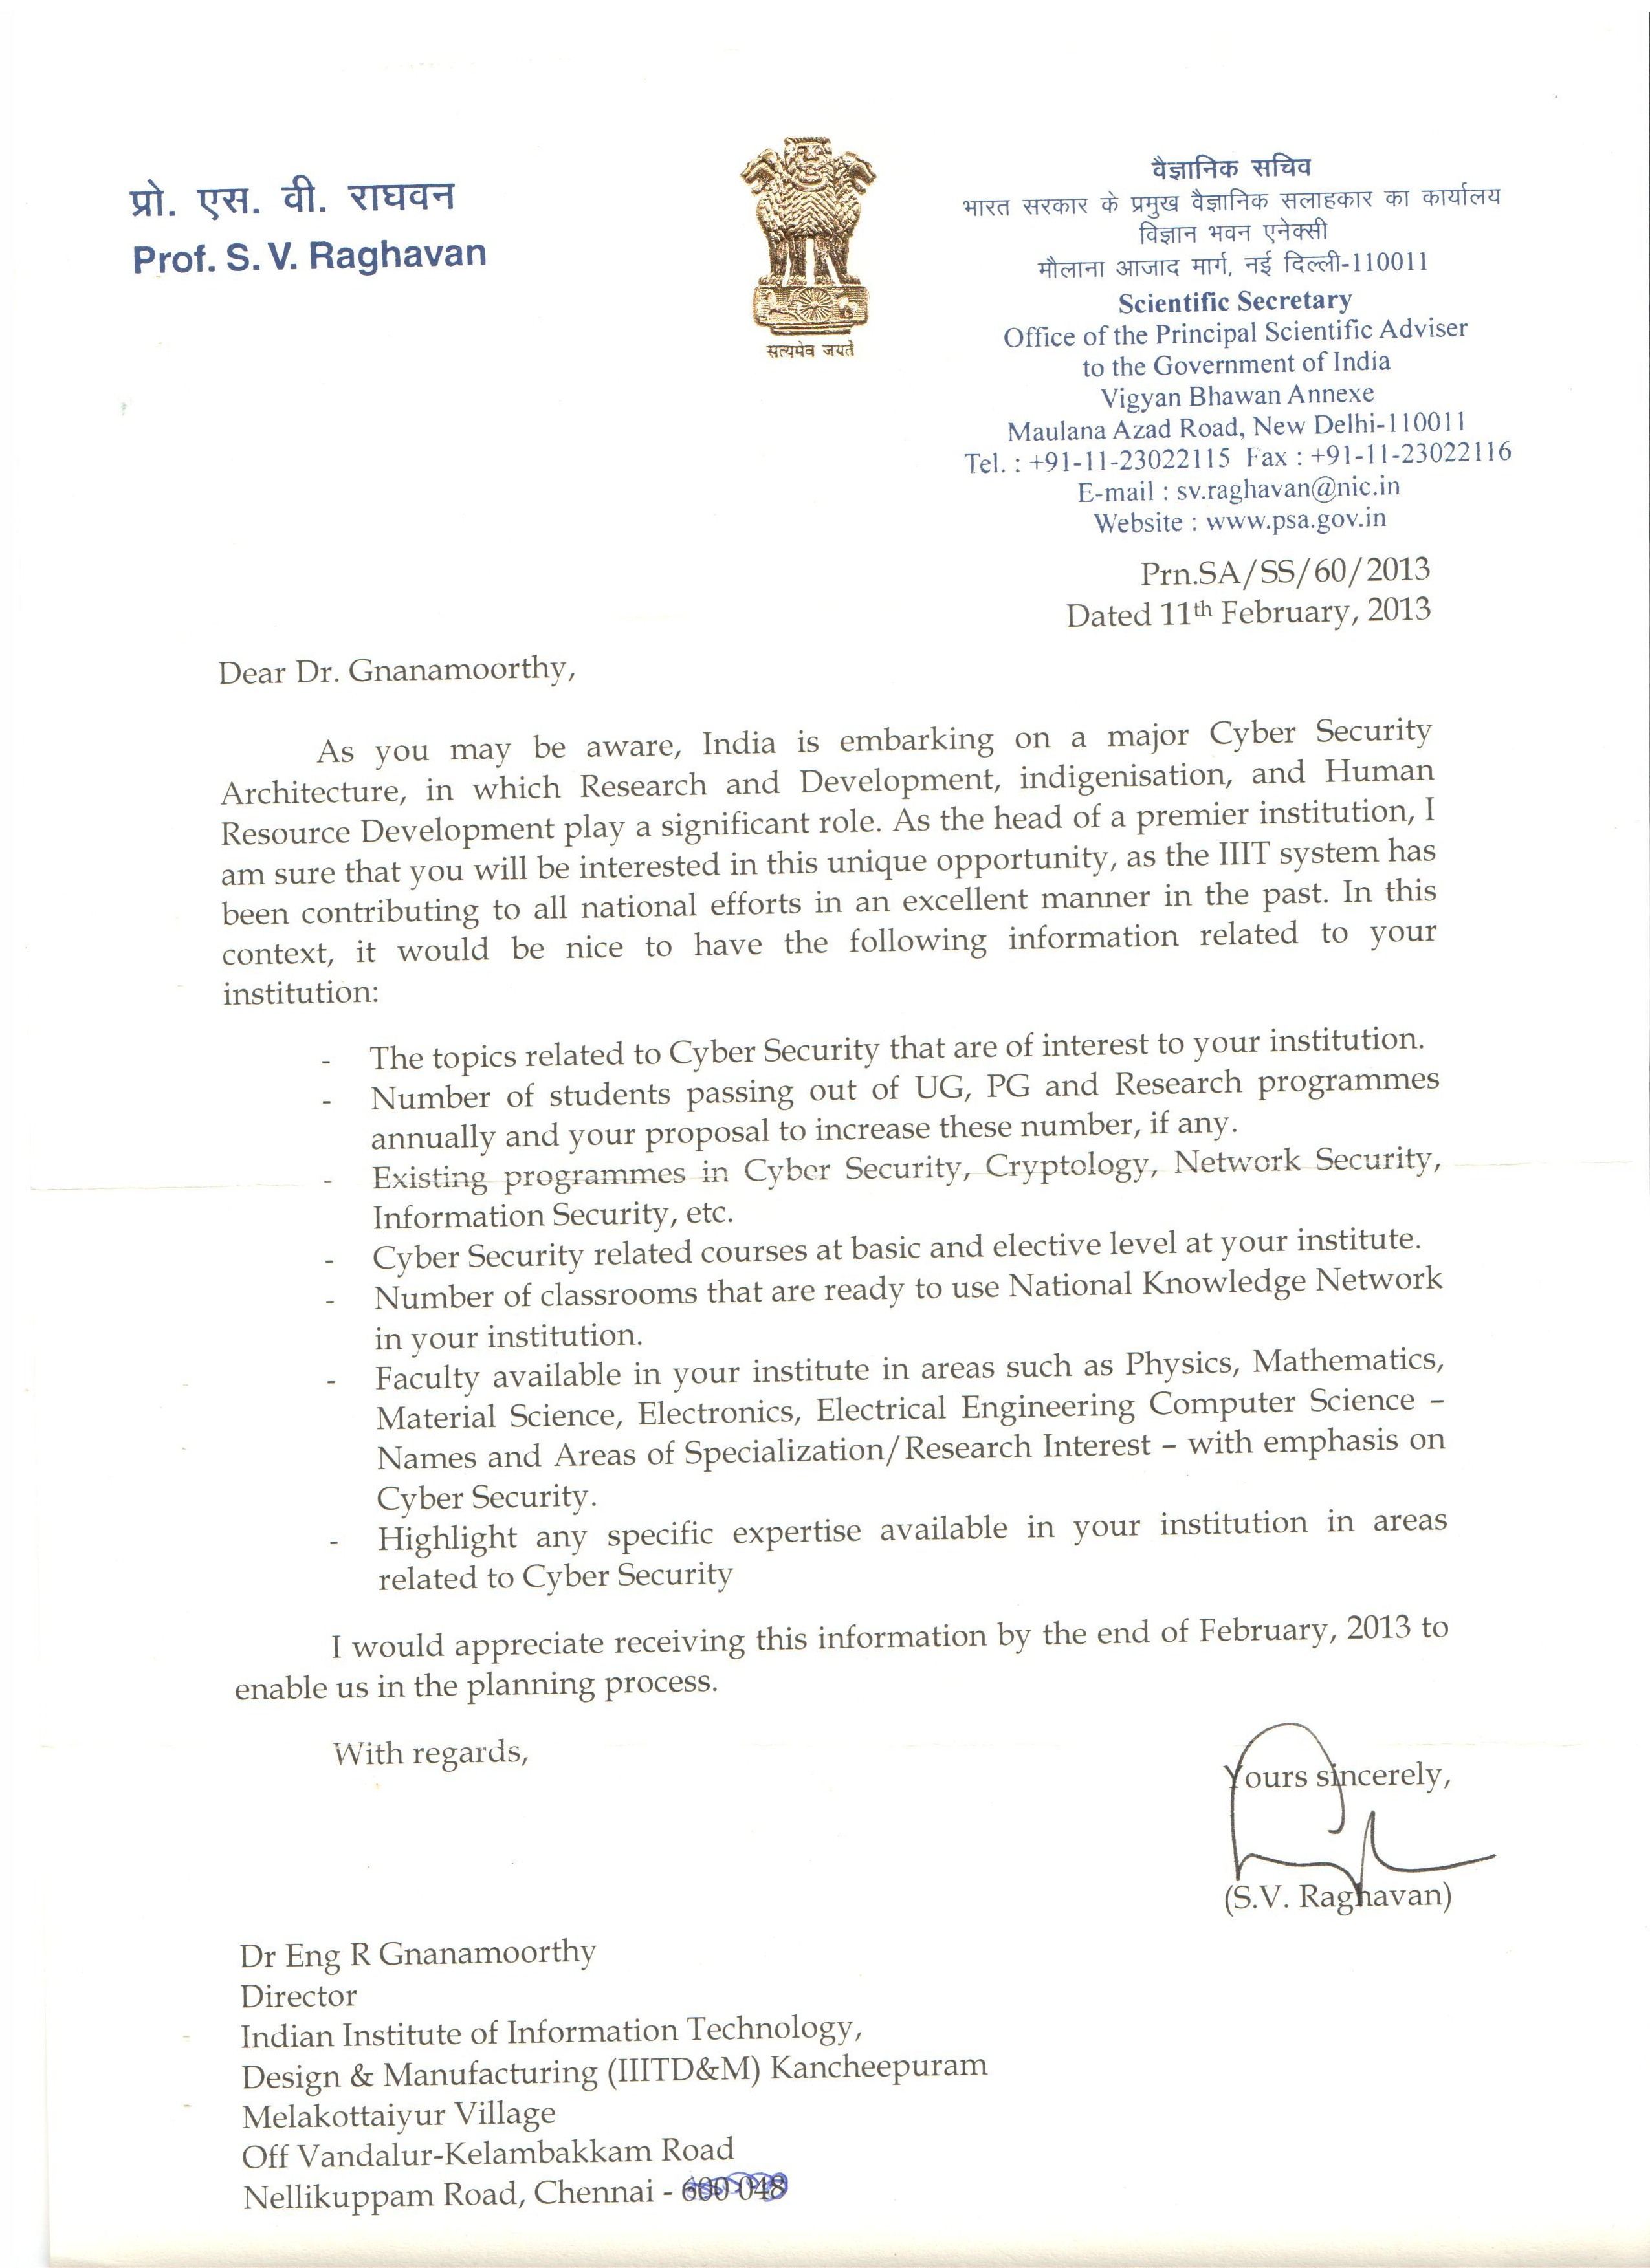 प्रो. एस. वी. राघवन
Prof. S. V. Raghavan
सत्यमेव जयते
वैज्ञानिक सचिव
भारत सरकार के प्रमुख वैज्ञानिक सलाहकार का कार्यालय
विज्ञान भवन एनेक्सी
मौलाना आजाद मार्ग, नई दिल्ली-110011
Scientific Secretary
Office of the Principal Scientific Adviser
to the Government of India
Vigyan Bhawan Annexe
Maulana Azad Road, New Delhi-110011
Tel. : +91-11-23022115 Fax : +91-11-23022116
E-mail : sv.raghavan@nic.in
Website : www.psa.gov.in
Prn.SA/SS/60/2013
Dated 11th February, 2013
Dear Dr. Gnanamoorthy,
As you may be aware, India is embarking on a major Cyber Security
Architecture, in which Research and Development, indigenisation, and Human
Resource Development play a significant role. As the head of a premier institution, I
am sure that you will be interested in this unique opportunity, as the IIIT system has
been contributing to all national efforts in an excellent manner in the past. In this
context, it would be nice to have the following information related to your
institution:
- The topics related to Cyber Security that are of interest to your institution.
- Number of students passing out of UG, PG and Research programmes
annually and your proposal to increase these number, if any.
- Existing programmes in Cyber Security, Cryptology, Network Security,
Information Security, etc.
- Cyber Security related courses at basic and elective level at your institute.
- Number of classrooms that are ready to use National Knowledge Network
in your institution.
- Faculty available in your institute in areas such as Physics, Mathematics,
Material Science, Electronics, Electrical Engineering Computer Science –
Names and Areas of Specialization/Research Interest – with emphasis on
Cyber Security.
- Highlight any specific expertise available in your institution in areas
related to Cyber Security
I would appreciate receiving this information by the end of February, 2013 to
enable us in the planning process.
With regards,
Yours sincerely,
(S.V. Raghavan)
Dr Eng R Gnanamoorthy
Director
Indian Institute of Information Technology,
Design & Manufacturing (IIITD&M) Kancheepuram
Melakottaiyur Village
Off Vandalur-Kelambakkam Road
Nellikuppam Road, Chennai - 600 048